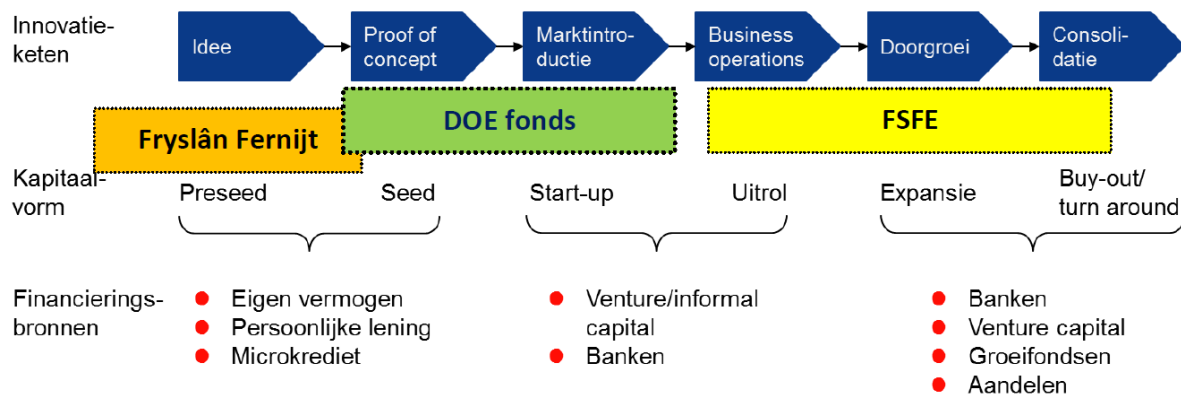 Innovatie-
keten
Idee
Proof of
concept
Marktintro-
ductie
Business
operations
Doorgroei
Consoli-
datie
Fryslân Fernijt
DOE fonds
FSFE
Kapitaal-
vorm
Preseed
Seed
Start-up
Uitrol
Expansie
Buy-out/
turn around
Financierings-
bronnen
Eigen vermogen
Persoonlijke lening
Microkrediet
Venture/informal
capital
Banken
Banken
Venture capital
Groeifondsen
Aandelen